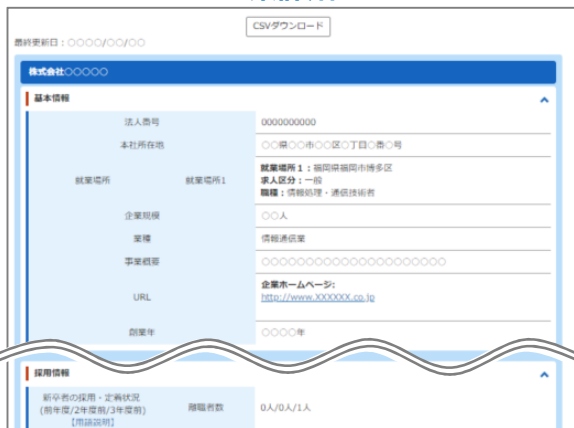 CSVダウンロード
最終更新日：○○○○/○○/○○
株式会社○○○○○
基本情報
法人番号 0000000000
本社所在地 ○○県○○市○○区○丁目○番○号
就業場所 就業場所1 就業場所1：福岡県福岡市博多区
求人区分：一般
職種：情報処理・通信技術者
企業規模 ○○人
業種 情報通信業
事業概要 ○○○○○○○○○○○○○○○○○○○○○
URL 企業ホームページ:
http://www.XXXXXX.co.jp
創業年 ○○○○年
採用情報
新卒者の採用・定着状況
(前年度/2年度前/3年度前) 離職者数 0人/0人/1人
【用語説明】